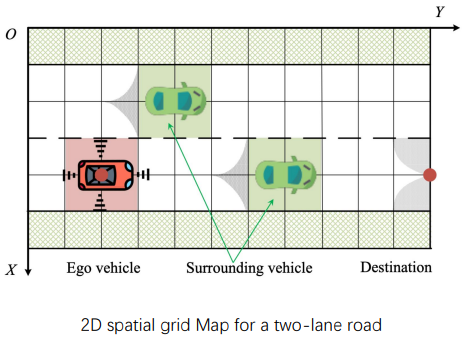 Y
O
X
Ego vehicle
Surrounding vehicle
Destination
2D spatial grid Map for a two-lane road